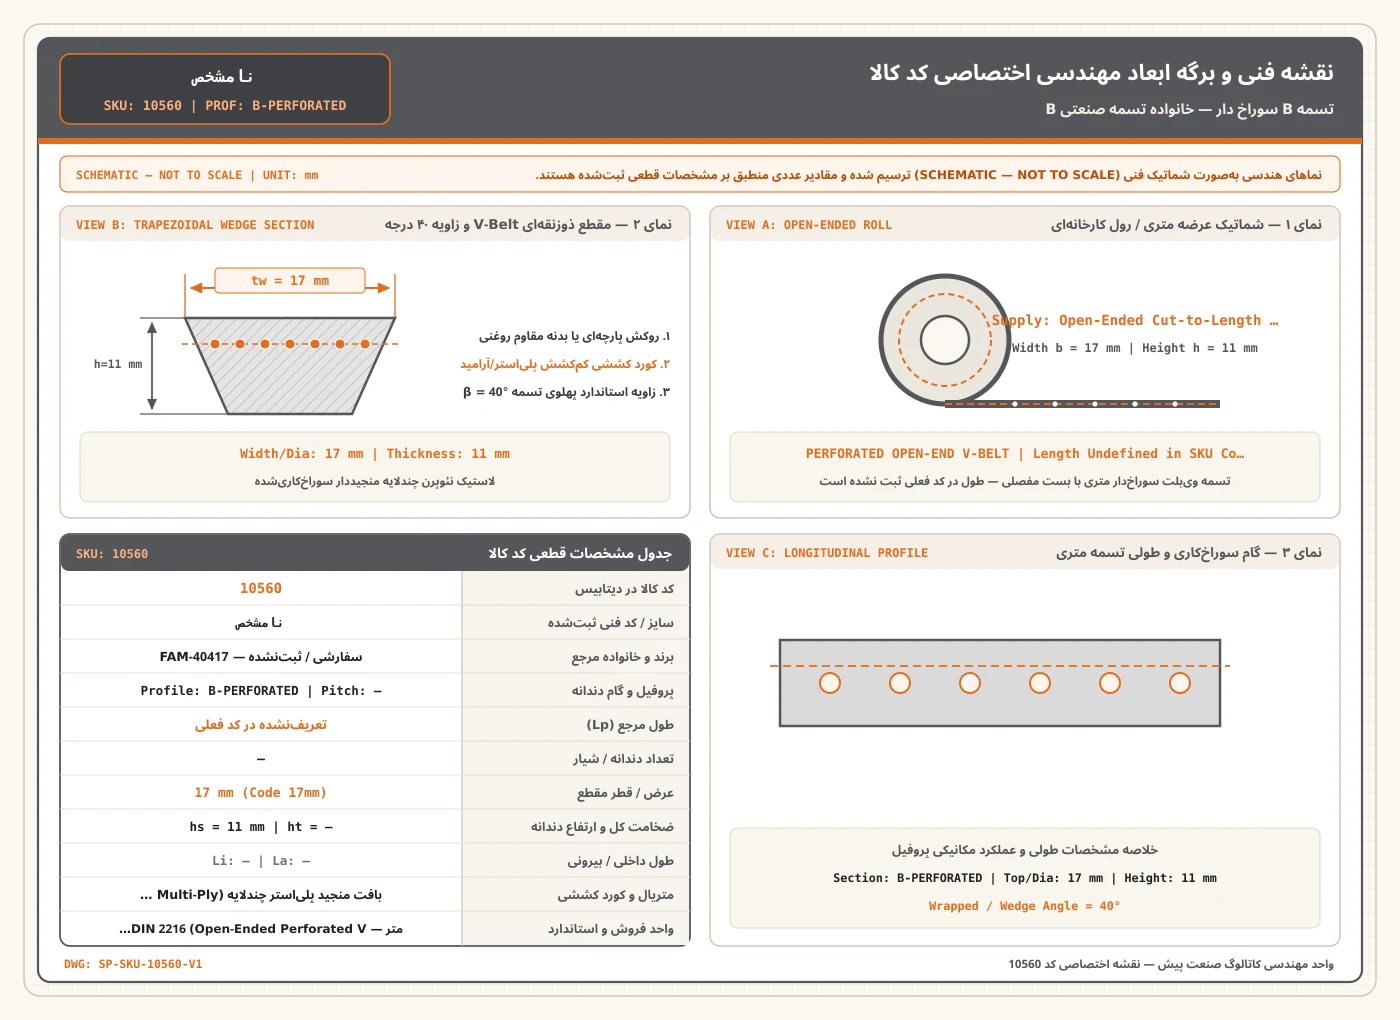 نقشه فنی و برگه ابعاد مهندسی اختصاصی کد کالا
تسمه B سوراخ دار — خانواده تسمه صنعتی B
نا مشخص
SKU: 10560 | PROF: B-PERFORATED
نماهای هندسی به‌صورت شماتیک فنی (SCHEMATIC — NOT TO SCALE) ترسیم شده و مقادیر عددی منطبق بر مشخصات قطعی ثبت‌شده هستند.
SCHEMATIC — NOT TO SCALE | UNIT: mm
نمای ۱ — شماتیک عرضه متری / رول کارخانه‌ای
VIEW A: OPEN-ENDED ROLL
Supply: Open-Ended Cut-to-Length …
Width b = 17 mm | Height h = 11 mm
PERFORATED OPEN-END V-BELT | Length Undefined in SKU Co…
تسمه وی‌بلت سوراخ‌دار متری با بست مفصلی — طول در کد فعلی ثبت نشده است
نمای ۲ — مقطع ذوزنقه‌ای V-Belt و زاویه ۴۰ درجه
VIEW B: TRAPEZOIDAL WEDGE SECTION
tw = 17 mm
h=11 mm
۱. روکش پارچه‌ای یا بدنه مقاوم روغنی
۲. کورد کششی کم‌کشش پلی‌استر/آرامید
۳. زاویه استاندارد پهلوی تسمه β = 40°
Width/Dia: 17 mm | Thickness: 11 mm
لاستیک نئوپرن چندلایه منجیددار سوراخ‌کاری‌شده
نمای ۳ — گام سوراخ‌کاری و طولی تسمه متری
VIEW C: LONGITUDINAL PROFILE
خلاصه مشخصات طولی و عملکرد مکانیکی پروفیل
Section: B-PERFORATED | Top/Dia: 17 mm | Height: 11 mm
Wrapped / Wedge Angle = 40°
جدول مشخصات قطعی کد کالا
SKU: 10560
کد کالا در دیتابیس
10560
سایز / کد فنی ثبت‌شده
نا مشخص
برند و خانواده مرجع
سفارشی / ثبت‌نشده — FAM-40417
پروفیل و گام دندانه
Profile: B-PERFORATED | Pitch: —
طول مرجع (Lp)
تعریف‌نشده در کد فعلی
تعداد دندانه / شیار
—
عرض / قطر مقطع
17 mm (Code 17mm)
ضخامت کل و ارتفاع دندانه
hs = 11 mm | ht = —
طول داخلی / بیرونی
Li: — | La: —
متریال و کورد کششی
بافت منجید پلی‌استر چندلایه (Multi-Ply …
واحد فروش و استاندارد
متر — DIN 2216 (Open-Ended Perforated V…
واحد مهندسی کاتالوگ صنعت پیش — نقشه اختصاصی کد 10560
DWG: SP-SKU-10560-V1